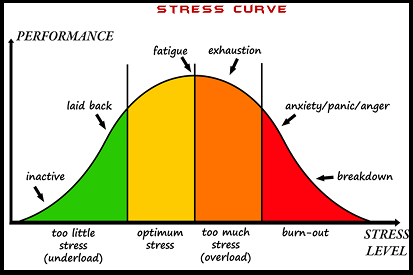 STRESS CURVE
PERFORMANCE
fatigue
exhaustion
laid back
anxiety/panic/anger
inactive
breakdown
too little
stress
(underload)
optimum
stress
too much
stress
(overload)
burn-out
STRESS
LEVEL